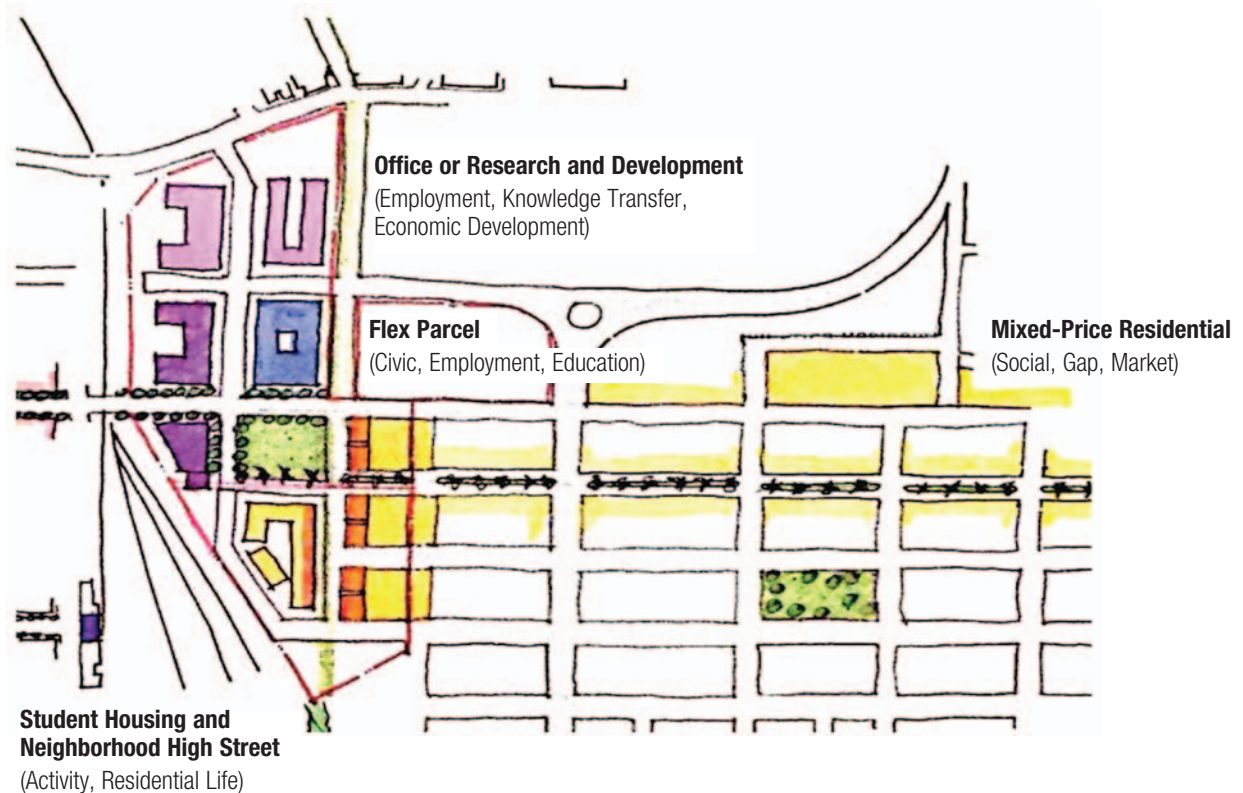 Office or Research and Development
(Employment, Knowledge Transfer,
Economic Development)
Flex Parcel
(Civic, Employment, Education)
Mixed-Price Residential
(Social, Gap, Market)
Student Housing and
Neighborhood High Street
(Activity, Residential Life)